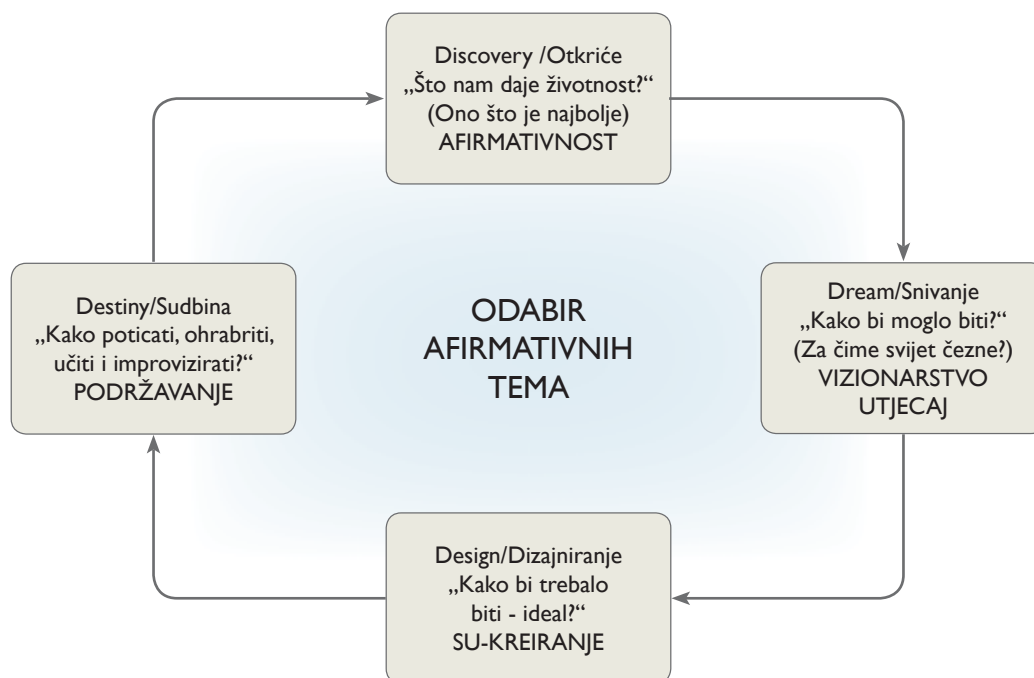 Discovery /Otkriće
„Što nam daje životnost?“
(Ono što je najbolje)
AFIRMATIVNOST
Destiny/Sudbina
„Kako poticati, ohrabriti,
učiti i improvizirati?“
PODRŽAVANJE
ODABIR
AFIRMATIVNIH
TEMA
Dream/Snivanje
„Kako bi moglo biti?“
(Za čime svijet čezne?)
VIZIONARSTVO
UTJECAJ
Design/Dizajniranje
„Kako bi trebalo
biti - ideal?“
SU-KREIRANJE